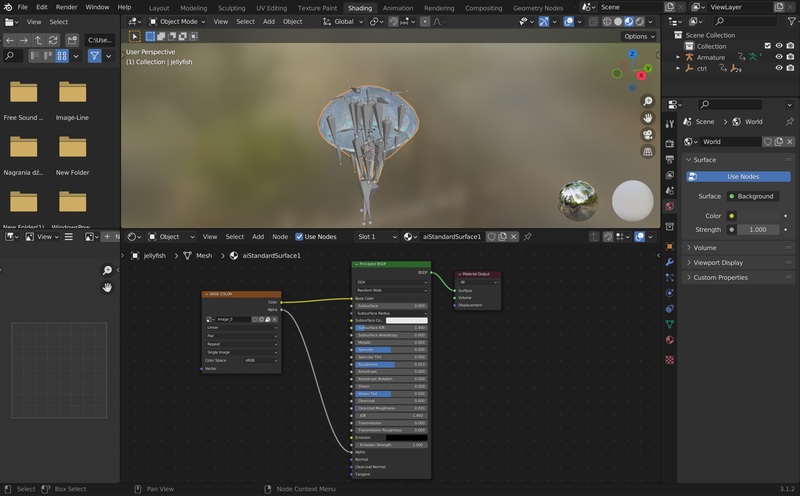 File Edit Render Window Help
Layout Modeling Sculpting UV Editing Texture Paint Shading Animation Rendering Compositing Geometry Nodes
Scene
ViewLayer
C:\Use...
Free Sound ... Image-Line
Nagrania dź... New Folder
New Folder(1) WindowsPow...
Object Mode View Select Add Object Global
Options
User Perspective
(1) Collection | jellyfish
X
Y
Z
Scene Collection
Collection
Armature
ctrl
Scene World
World
Surface
Use Nodes
Surface Background
Color
Strength 1.000
Volume
Viewport Display
Custom Properties
View
Object View Select Add Node Use Nodes Slot 1 aiStandardSurface1
jellyfish Mesh aiStandardSurface1
BASE COLOR
Color
Alpha
Image_0
Linear
Flat
Repeat
Single Image
Color Space sRGB
Vector
Principled BSDF
BSDF
GGX
Random Walk
Base Color
Subsurface 0.000
Subsurface Radius
Subsurface Co..
Subsurface IOR 1.400
Subsurface Anisotropy 0.000
Metallic 0.000
Specular 0.500
Specular Tint 0.000
Roughness
Anisotropic 0.000
Anisotropic Rotation 0.000
Sheen 0.000
Sheen Tint 0.500
Clearcoat 0.000
Clearcoat Roughness
IOR 1.450
Transmission 0.000
Transmission Roughness 0.000
Emission
Emission Strength 1.000
Alpha
Normal
Clearcoat Normal
Tangent
Material Output
All
Surface
Volume
Displacement
Select Box Select Pan View Node Context Menu 3.1.2